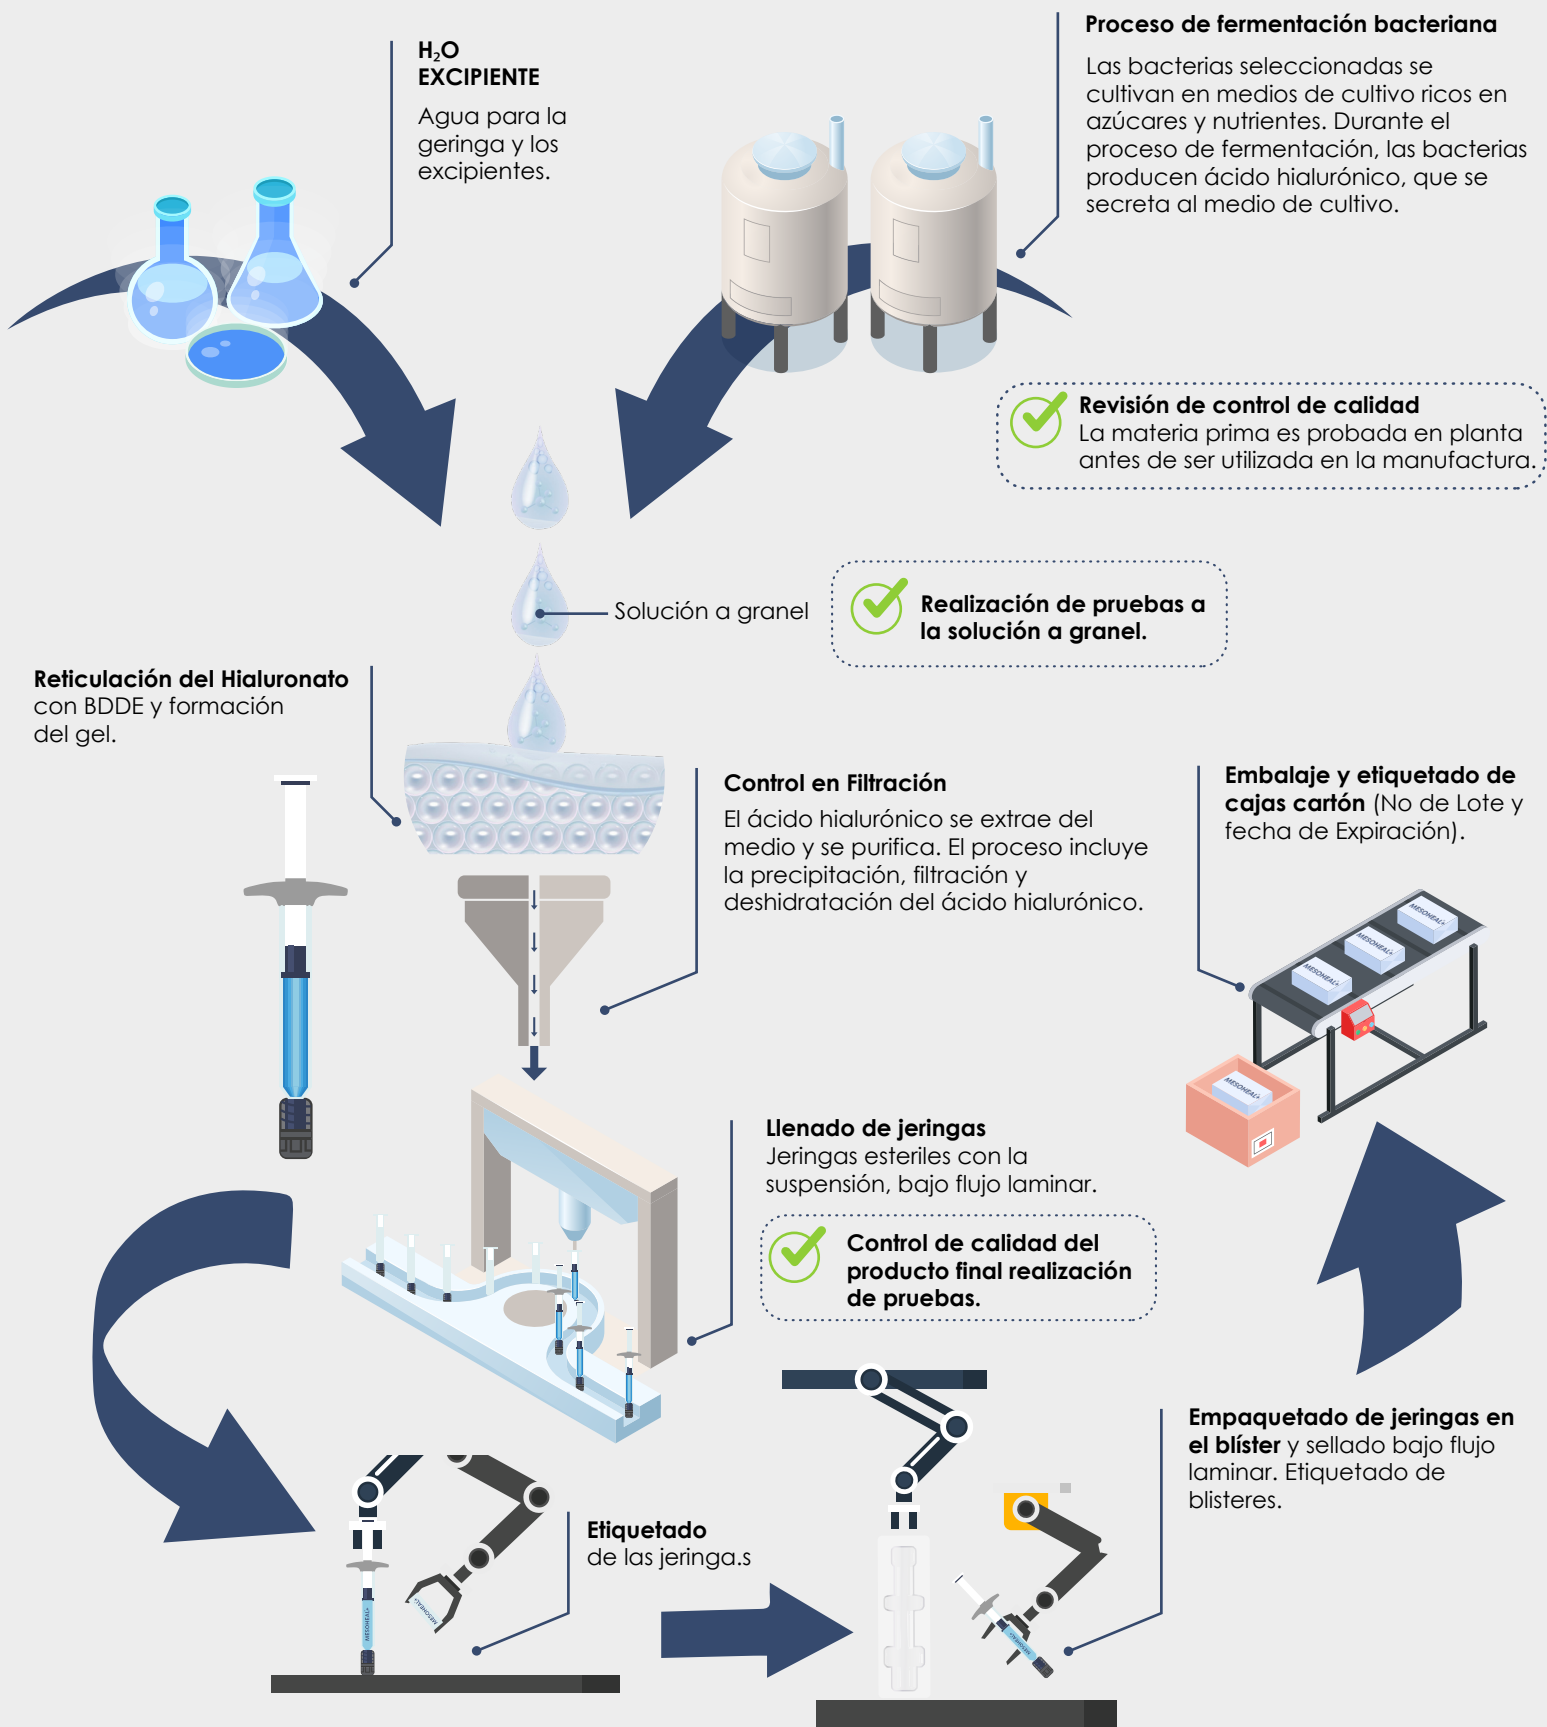 H₂O
EXCIPIENTE
Agua para la
geringa y los
excipientes.
Proceso de fermentación bacteriana
Las bacterias seleccionadas se
cultivan en medios de cultivo ricos en
azúcares y nutrientes. Durante el
proceso de fermentación, las bacterias
producen ácido hialurónico, que se
secreta al medio de cultivo.
Revisión de control de calidad
La materia prima es probada en planta
antes de ser utilizada en la manufactura.
Solución a granel
Realización de pruebas a
la solución a granel.
Reticulación del Hialuronato
con BDDE y formación
del gel.
Control en Filtración
El ácido hialurónico se extrae del
medio y se purifica. El proceso incluye
la precipitación, filtración y
deshidratación del ácido hialurónico.
Embalaje y etiquetado de
cajas cartón (No de Lote y
fecha de Expiración).
MESOHEAL+
MESOHEAL+
MESOHEAL+
MESOHEAL+
Llenado de jeringas
Jeringas esteriles con la
suspensión, bajo flujo laminar.
Control de calidad del
producto final realización
de pruebas.
Empaquetado de jeringas en
el blíster y sellado bajo flujo
laminar. Etiquetado de
blisteres.
Etiquetado
de las jeringa.s
MESOHEAL+
MESOHEAL+
MESOHEAL+